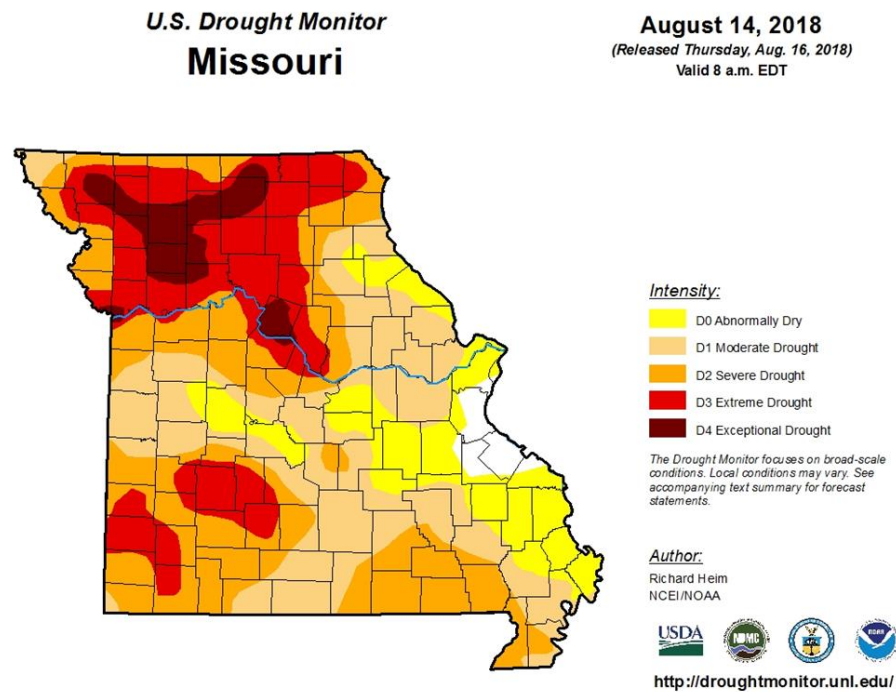 U.S. Drought Monitor
Missouri
August 14, 2018
(Released Thursday, Aug. 16, 2018)
Valid 8 a.m. EDT
Intensity:
D0 Abnormally Dry
D1 Moderate Drought
D2 Severe Drought
D3 Extreme Drought
D4 Exceptional Drought
The Drought Monitor focuses on broad-scale
conditions. Local conditions may vary. See
accompanying text summary for forecast
statements.
Author:
Richard Heim
NCEI/NOAA
USDA
NDMC
NOAA
http://droughtmonitor.unl.edu/